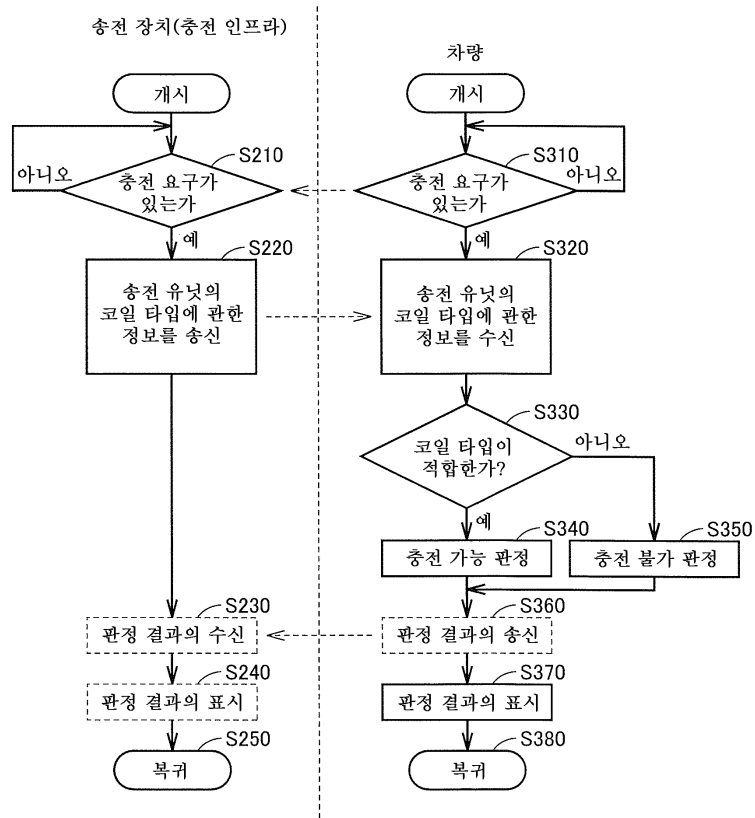 송전 장치(충전 인프라)
개시
S210
아니오
충전 요구가
있는가
예
S220
송전 유닛의
코일 타입에 관한
정보를 송신
S230
판정 결과의 수신
S240
판정 결과의 표시
S250
복귀
차량
개시
S310
충전 요구가
있는가
아니오
예
S320
송전 유닛의
코일 타입에 관한
정보를 수신
S330
코일 타입이
적합한가?
아니오
예
S340
충전 가능 판정
S350
충전 불가 판정
S360
판정 결과의 송신
S370
판정 결과의 표시
S380
복귀